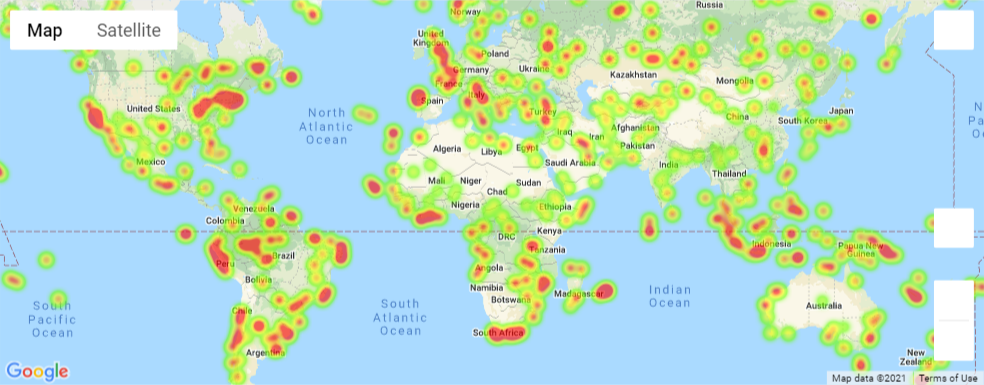 Map
Satellite
Norway
Russia
United
Kingdom
Poland
Germany
Ukraine
Kazakhstan
Mongolia
France
Italy
Spain
Turkey
United States
North
Atlantic
Ocean
China
South Korea
Japan
Algeria
Libya
Egypt
Iraq
Iran
Afghanistan
Pakistan
Saudi Arabia
India
Thailand
Mexico
Mali
Niger
Chad
Sudan
Nigeria
Ethiopia
Venezuela
Colombia
DRC
Kenya
Tanzania
Indonesia
Papua New
Guinea
Peru
Brazil
Bolivia
Angola
Namibia
Botswana
Madagascar
Indian
Ocean
Australia
South
Pacific
Ocean
South
Atlantic
Ocean
Chile
Argentina
South Africa
New
Zealand
N
Pa
O
Google
Map data ©2021
Terms of Use